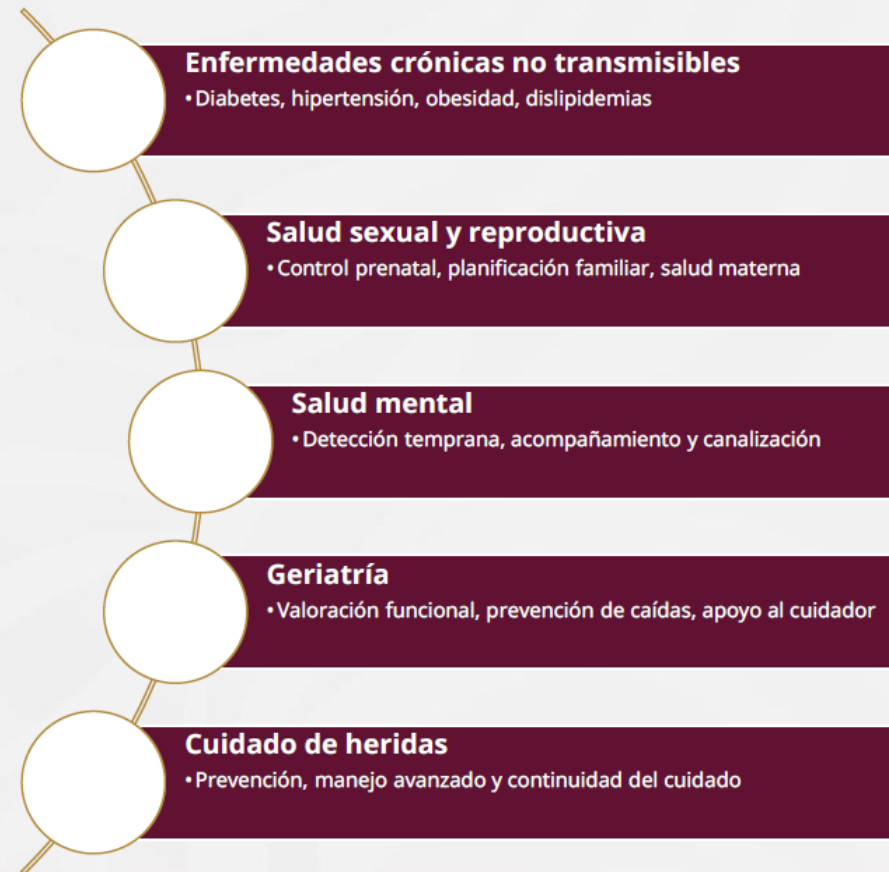 Enfermedades crónicas no transmisibles
•Diabetes, hipertensión, obesidad, dislipidemias
Salud sexual y reproductiva
•Control prenatal, planificación familiar, salud materna
Salud mental
•Detección temprana, acompañamiento y canalización
Geriatría
•Valoración funcional, prevención de caídas, apoyo al cuidador
Cuidado de heridas
•Prevención, manejo avanzado y continuidad del cuidado